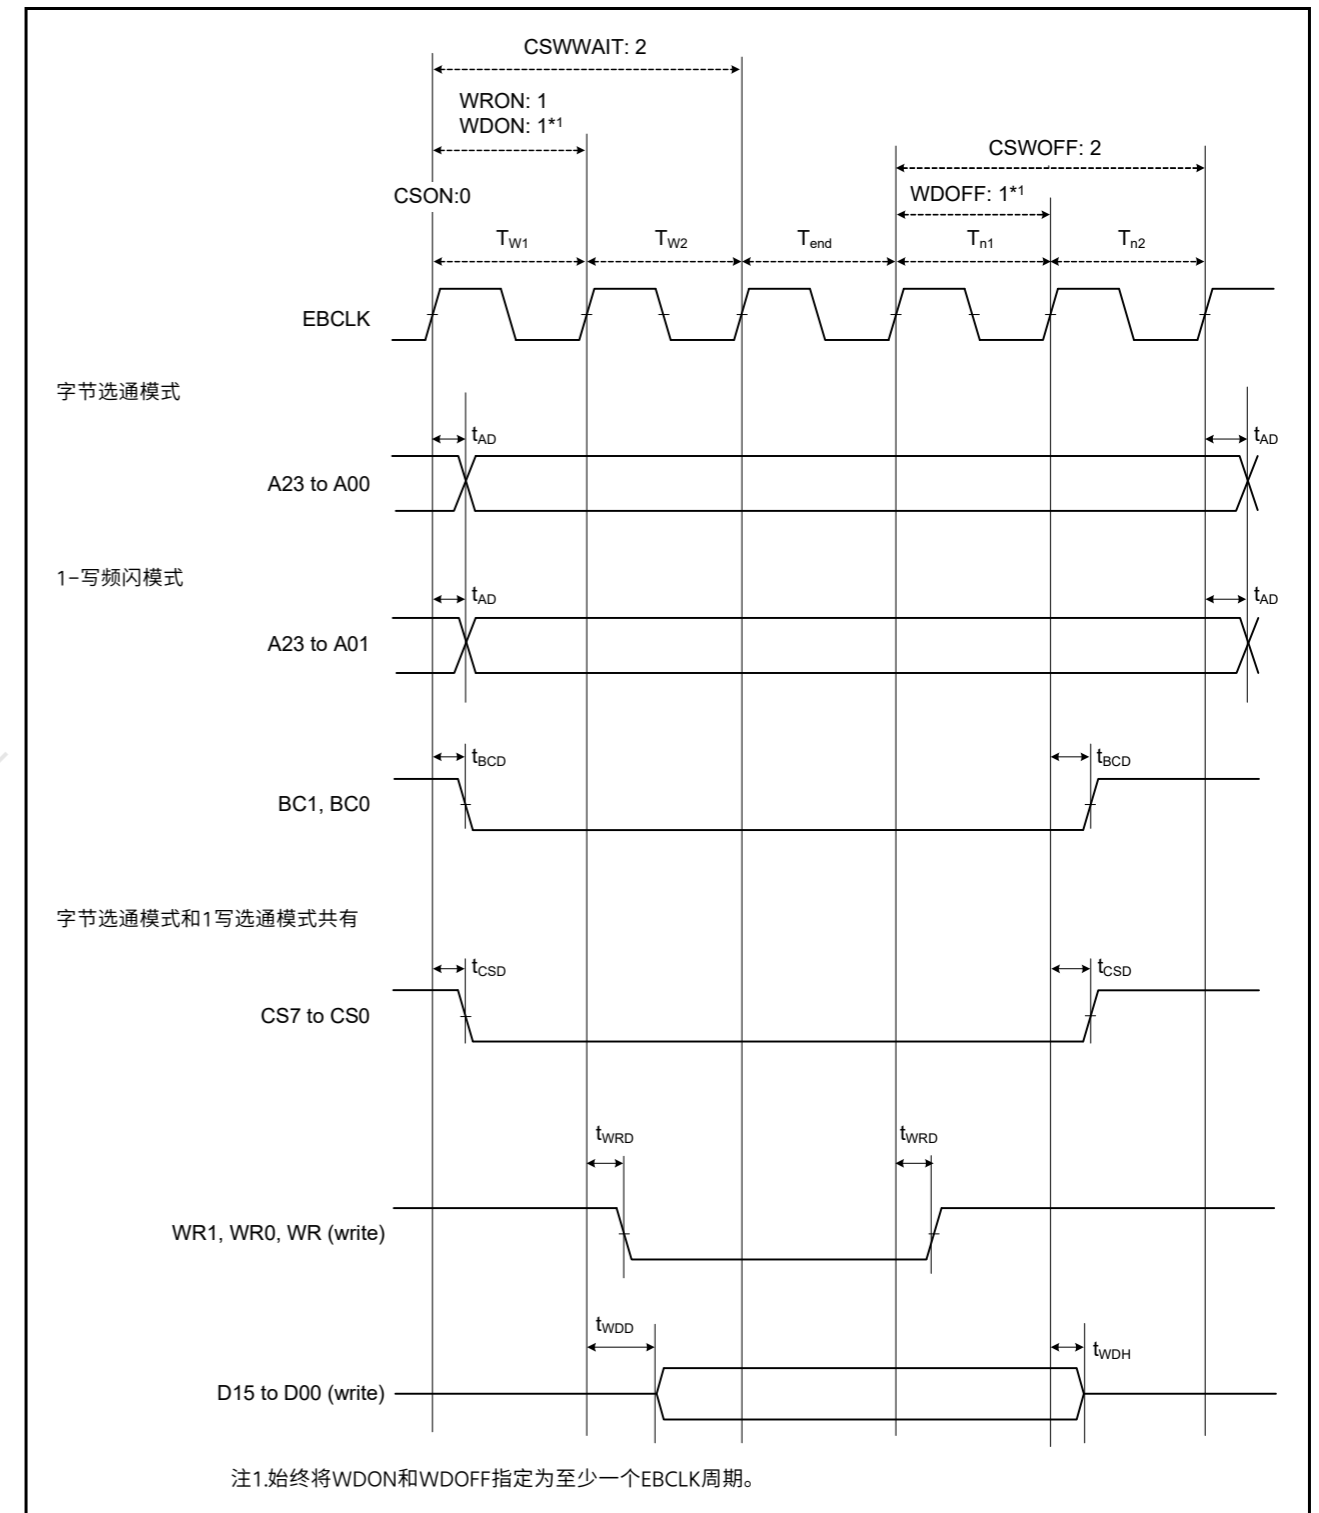 CSWWAIT: 2
WRON: 1
WDON: 1*1
CSWOFF: 2
CSON:0
WDOFF: 1*1
TW1 TW2 Tend Tn1 Tn2
EBCLK
字节选通模式
tAD tAD
A23 to A00
1-写频闪模式
tAD tAD
A23 to A01
tBCD tBCD
BC1, BC0
字节选通模式和1写选通模式共有
tCSD tCSD
CS7 to CS0
tWRD tWRD
WR1, WR0, WR (write)
tWDD
tWDH
D15 to D00 (write)
注1.始终将WDON和WDOFF指定为至少一个EBCLK周期。